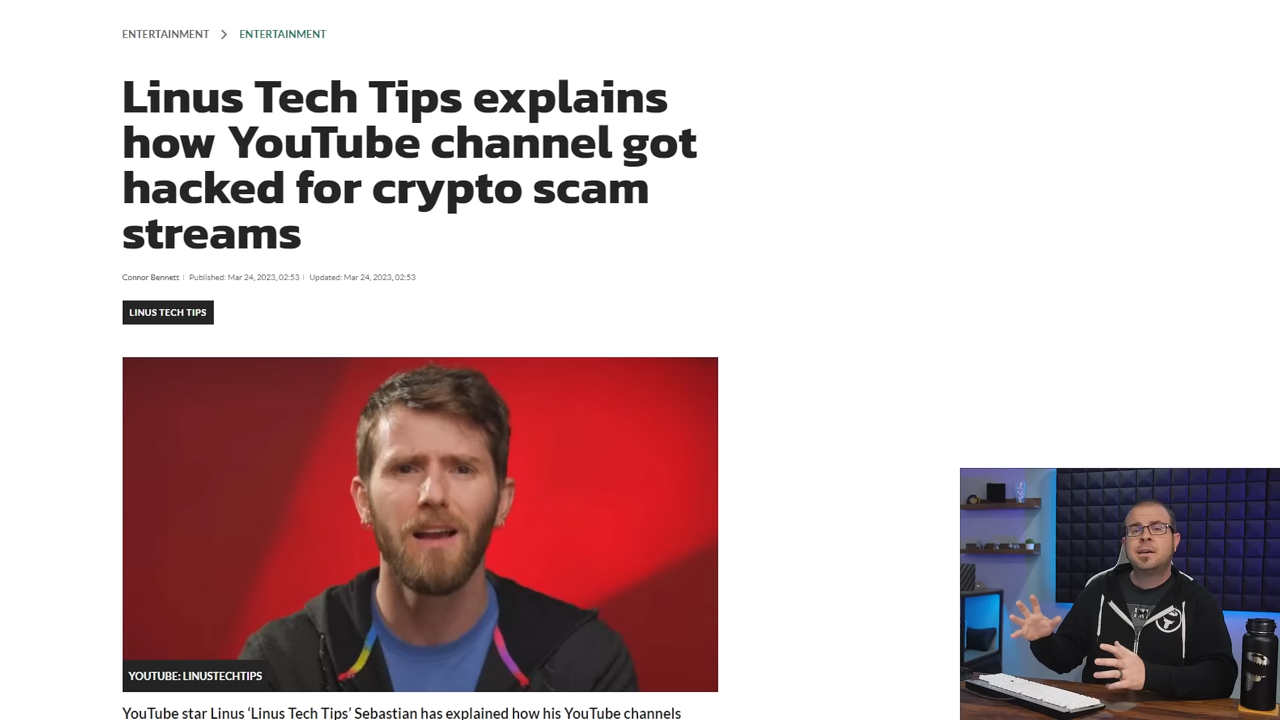 ENTERTAINMENT > ENTERTAINMENT
Linus Tech Tips explains
how YouTube channel got
hacked for crypto scam
streams
Connor Bennett | Published: Mar 24, 2023, 02:53 | Updated: Mar 24, 2023, 02:53
LINUS TECH TIPS
YOUTUBE: LINUSTECHTIPS
YouTube star Linus ‘Linus Tech Tips’ Sebastian has explained how his YouTube channels